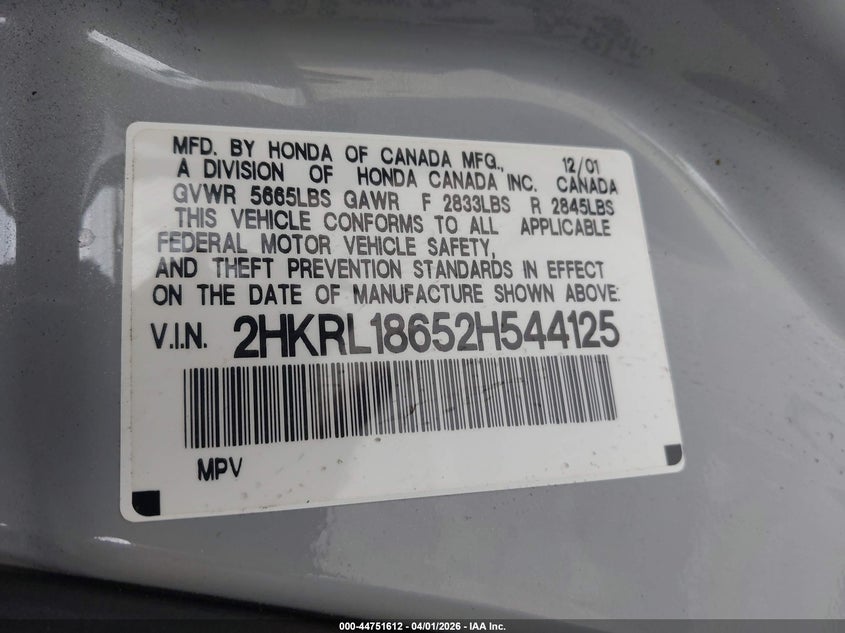 MFD. BY HONDA OF CANADA MFG., 12/01
A DIVISION OF HONDA CANADA INC. CANADA
GVWR 5665LBS GAWR F 2833LBS R 2845LBS
THIS VEHICLE CONFORMS TO ALL APPLICABLE
FEDERAL MOTOR VEHICLE SAFETY,
AND THEFT PREVENTION STANDARDS IN EFFECT
ON THE DATE OF MANUFACTURE SHOWN ABOVE:
V.I.N. 2HKRL18652H544125
MPV
000-44751612 - 04/01/2026 - IAA Inc.